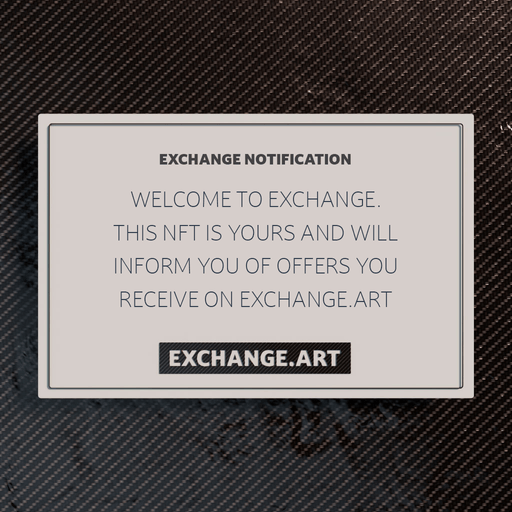 EXCHANGE NOTIFICATION
WELCOME TO EXCHANGE.
THIS NFT IS YOURS AND WILL
INFORM YOU OF OFFERS YOU
RECEIVE ON EXCHANGE.ART
EXCHANGE.ART